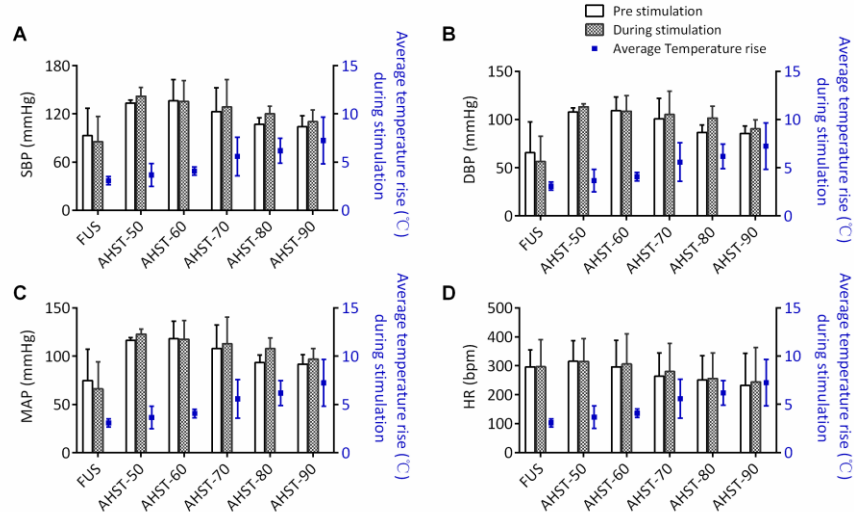 Pre stimulation
During stimulation
Average Temperature rise
A
SBP (mmHg)
180
120
60
0
15
10
5
0
Average temperature rise (℃)
during stimulation
FUS
AHST-50
AHST-60
AHST-70
AHST-80
AHST-90
B
DBP (mmHg)
150
100
50
0
15
10
5
0
Average temperature rise (℃)
during stimulation
FUS
AHST-50
AHST-60
AHST-70
AHST-80
AHST-90
C
MAP (mmHg)
150
100
50
0
15
10
5
0
Average temperature rise (℃)
during stimulation
FUS
AHST-50
AHST-60
AHST-70
AHST-80
AHST-90
D
HR (bpm)
500
400
300
200
100
0
15
10
5
0
Average temperature rise (℃)
during stimulation
FUS
AHST-50
AHST-60
AHST-70
AHST-80
AHST-90